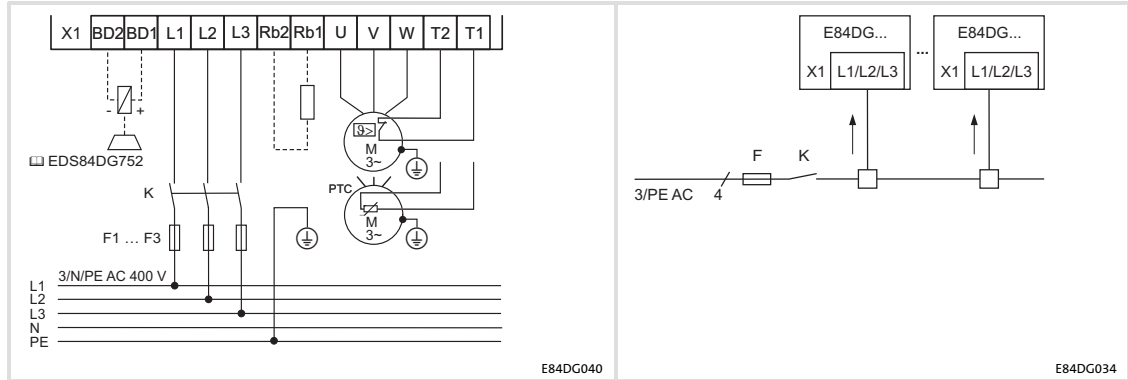 X1 BD2 BD1 L1 L2 L3 Rb2 Rb1 U V W T2 T1
- +
EDS84DG752
ϑ>
M
3~
PTC
M
3~
K
F1 ... F3
3/N/PE AC 400 V
L1
L2
L3
N
PE
E84DG040
E84DG... ... E84DG...
X1 L1/L2/L3 X1 L1/L2/L3
F K
3/PE AC 4
E84DG034